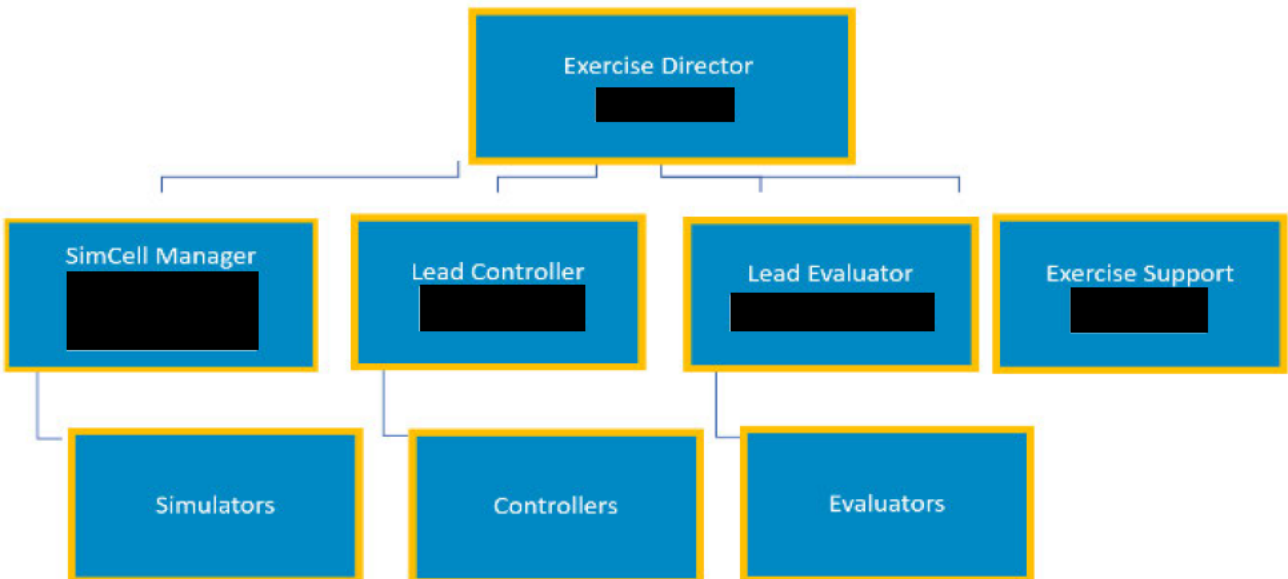 Exercise Director
SimCell Manager
Lead Controller
Lead Evaluator
Exercise Support
Simulators
Controllers
Evaluators